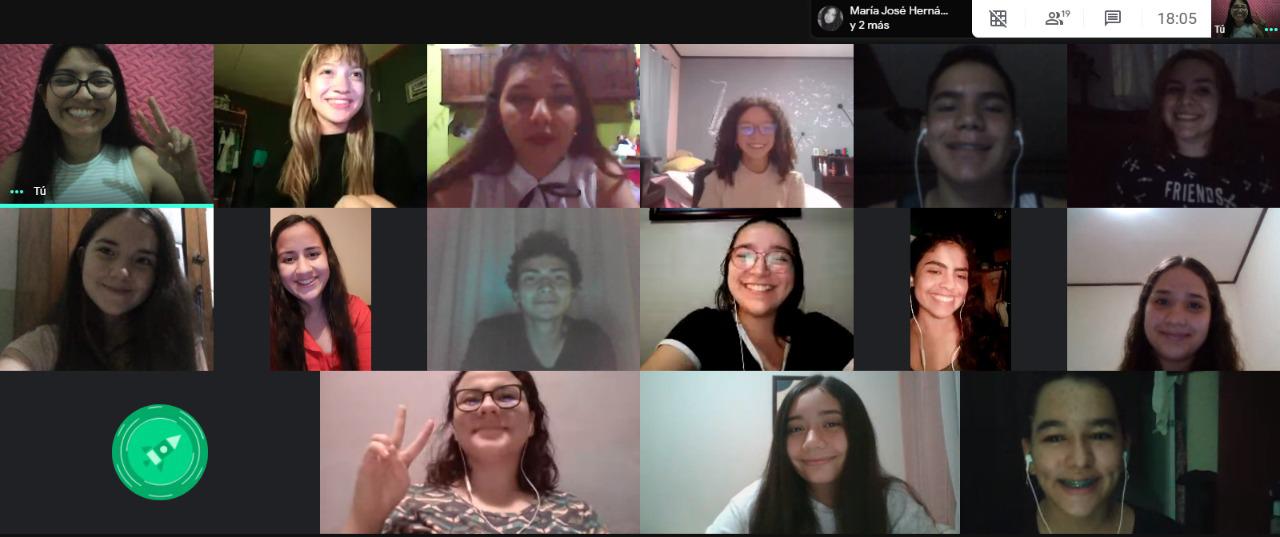 María José Herná...
y 2 más
19
18:05
Tú
Tú
FRIENDS